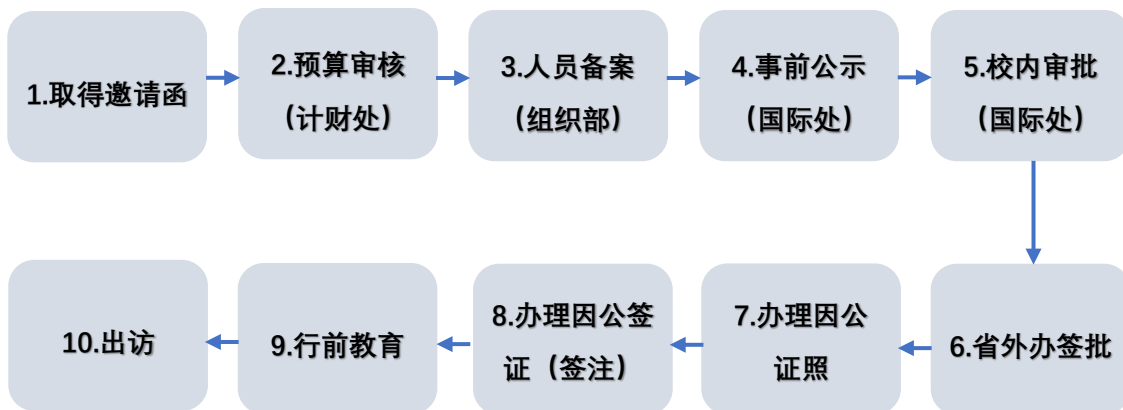 1.取得邀请函
2.预算审核
（计财处）
3.人员备案
（组织部）
4.事前公示
（国际处）
5.校内审批
（国际处）
6.省外办签批
7.办理因公
证照
8.办理因公签
证（签注）
9.行前教育
10.出访